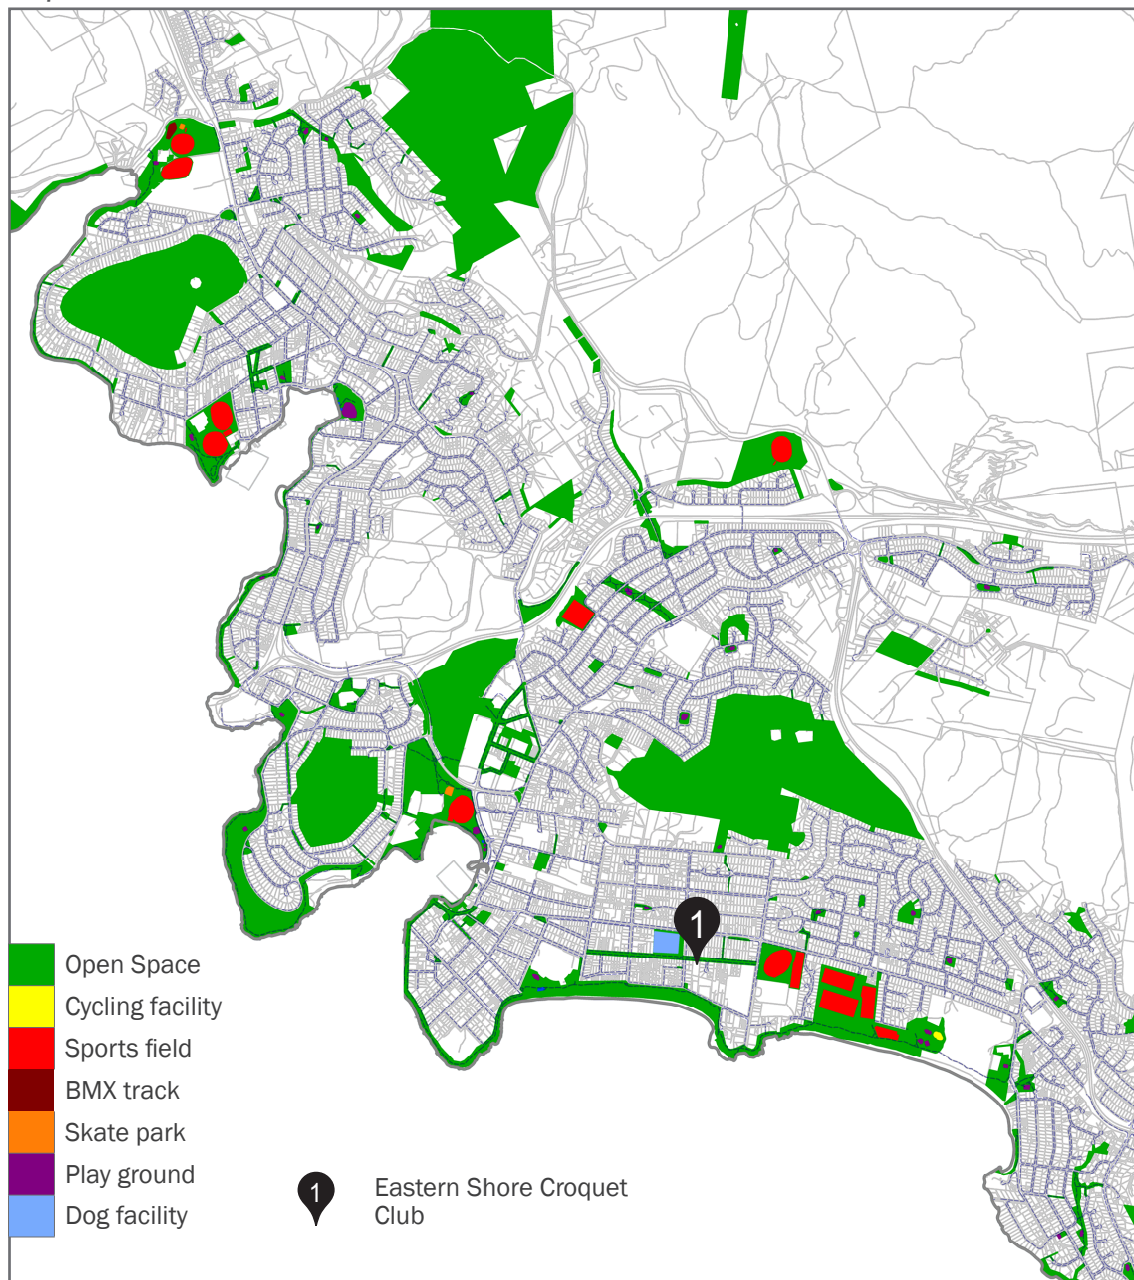 1
Open Space
Cycling facility
Sports field
BMX track
Skate park
Play ground
Dog facility
1
Eastern Shore Croquet
Club